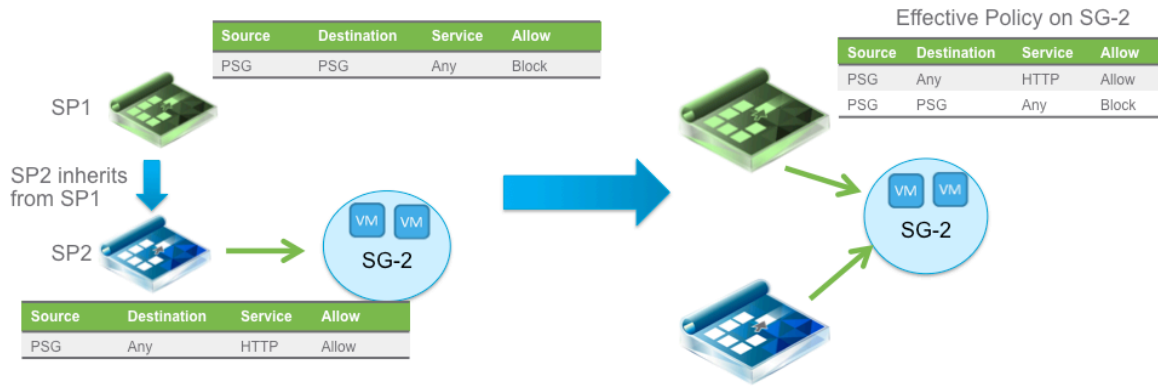 Source Destination Service Allow
PSG PSG Any Block
SP1
SP2 inherits
from SP1
SP2
VM VM
SG-2
Source Destination Service Allow
PSG Any HTTP Allow
Effective Policy on SG-2
Source Destination Service Allow
PSG Any HTTP Allow
PSG PSG Any Block
VM VM
SG-2